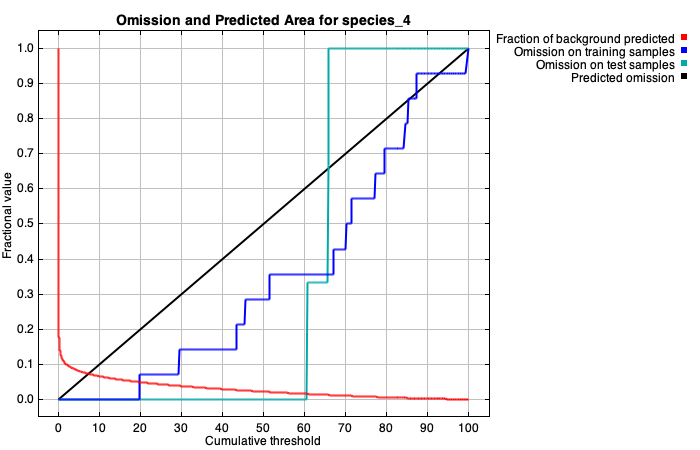 Omission and Predicted Area for species_4
Fraction of background predicted
Omission on training samples
Omission on test samples
Predicted omission
Fractional value
1.0
0.9
0.8
0.7
0.6
0.5
0.4
0.3
0.2
0.1
0.0
0 10 20 30 40 50 60 70 80 90 100
Cumulative threshold